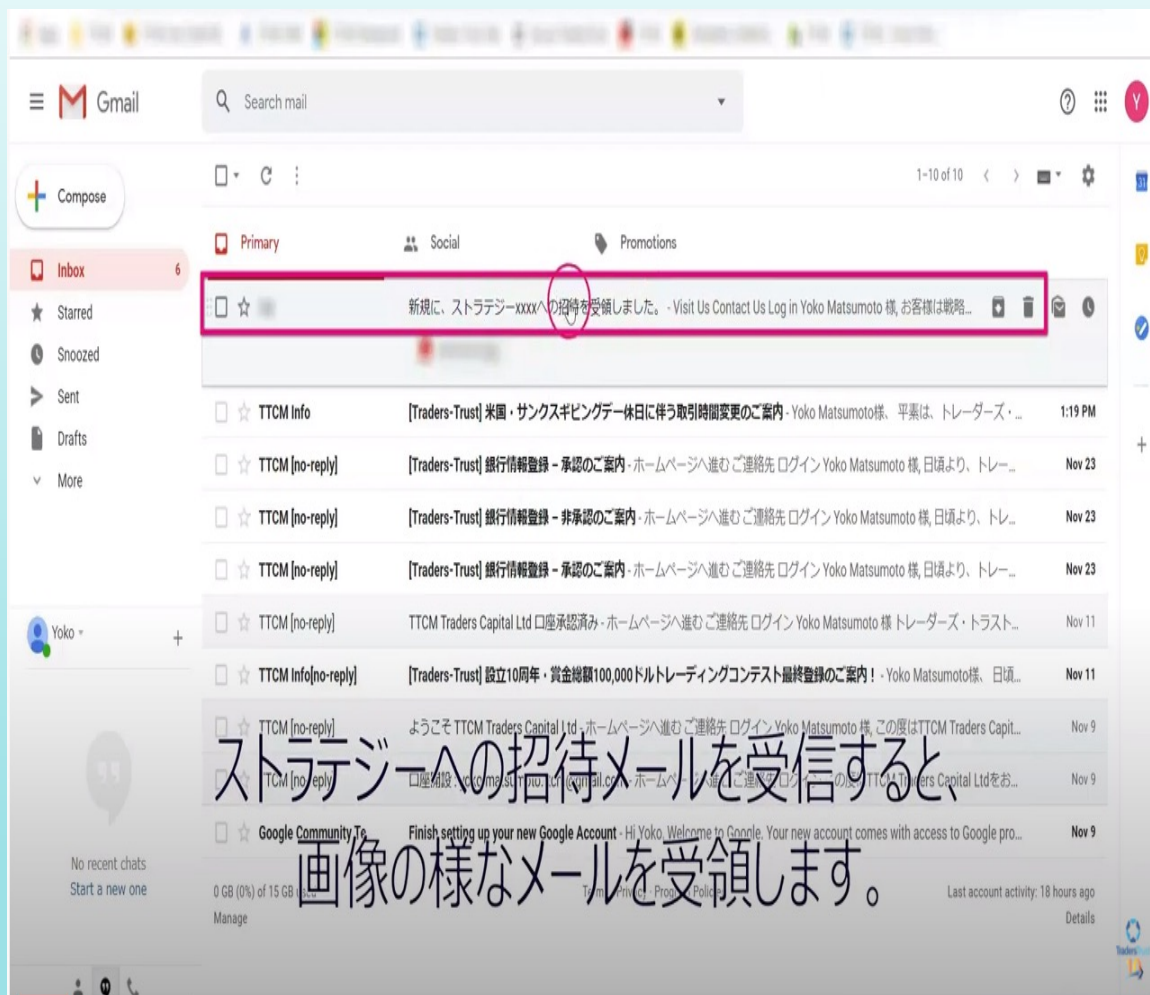 Gmail
Search mail
Compose
1-10 of 10
Primary
Social
Promotions
Inbox 6
Starred
Snoozed
Sent
Drafts
More
新規に、ストラテジーxxxxへの招待を受領しました。 - Visit Us Contact Us Log in Yoko Matsumoto 様, お客様は戦略...
TTCM Info [Traders-Trust] 米国・サンクスギビングデー休日に伴う取引時間変更のご案内 - Yoko Matsumoto様、 平素は、トレーダーズ・... 1:19 PM
TTCM [no-reply] [Traders-Trust] 銀行情報登録 – 承認のご案内 - ホームページへ進む ご連絡先 ログイン Yoko Matsumoto 様, 日頃より、トレー... Nov 23
TTCM [no-reply] [Traders-Trust] 銀行情報登録 – 非承認のご案内 - ホームページへ進む ご連絡先 ログイン Yoko Matsumoto 様, 日頃より、トレ... Nov 23
TTCM [no-reply] [Traders-Trust] 銀行情報登録 – 承認のご案内 - ホームページへ進む ご連絡先 ログイン Yoko Matsumoto 様, 日頃より、トレー... Nov 23
TTCM [no-reply] TTCM Traders Capital Ltd 口座承認済み - ホームページへ進む ご連絡先 ログイン Yoko Matsumoto 様 トレーダーズ・トラスト... Nov 11
TTCM Info[no-reply] [Traders-Trust] 設立10周年・賞金総額100,000ドルトレーディングコンテスト最終登録のご案内！ - Yoko Matsumoto様、 日頃... Nov 11
TTCM [no-reply] ようこそ TTCM Traders Capital Ltd - ホームページへ進む ご連絡先 ログイン Yoko Matsumoto 様, この度はTTCM Traders Capit... Nov 9
TTCM [no-reply] TTCM Traders Capital Ltdをお... Nov 9
Google Community Te. Finish setting up your new Google Account - Hi Yoko, Welcome to Google. Your new account comes with access to Google pro... Nov 9
Yoko
No recent chats
Start a new one
0 GB (0%) of 15 GB used
Manage
Last account activity: 18 hours ago
Details
ストラテジーへの招待メールを受信すると、
画像の様なメールを受領します。
Y
31